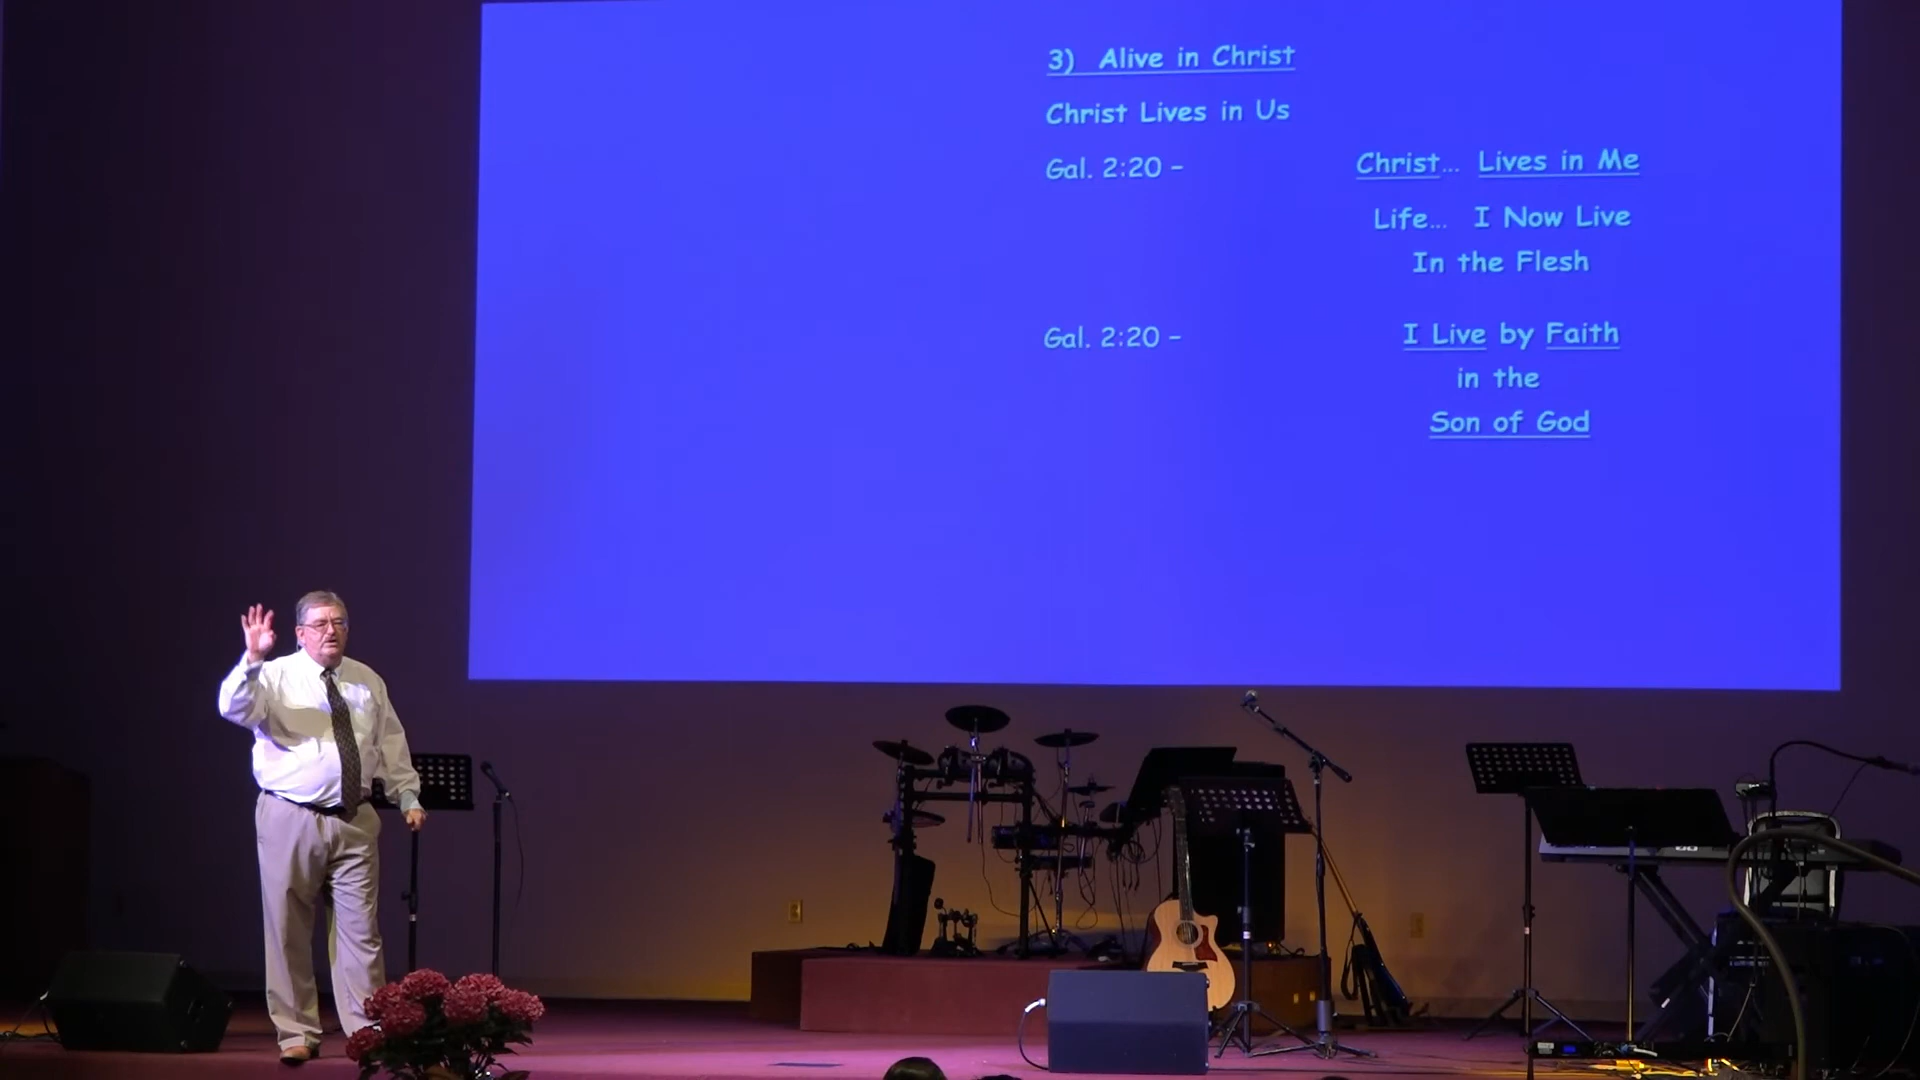 3) Alive in Christ
Christ Lives in Us
Gal. 2:20 – Christ... Lives in Me
Life... I Now Live
In the Flesh
Gal. 2:20 – I Live by Faith
in the
Son of God